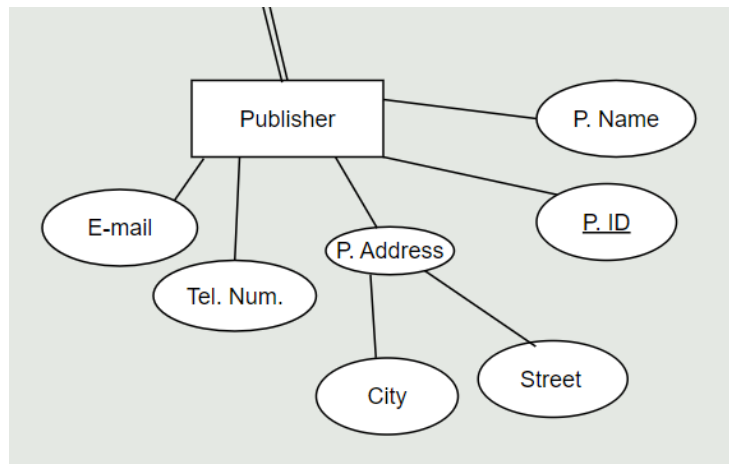 Publisher
P. Name
P. ID
E-mail
P. Address
Tel. Num.
Street
City